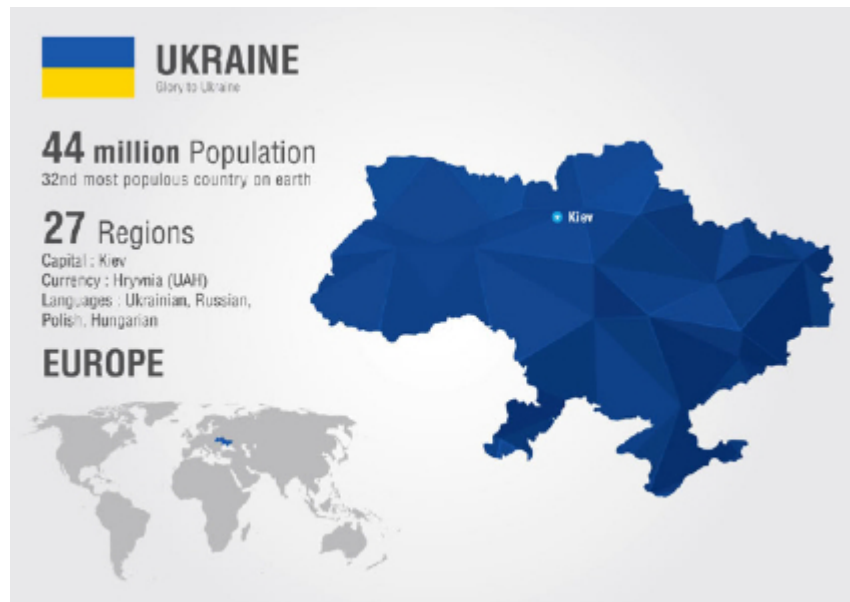 UKRAINE
Glory to Ukraine
44 million Population
32nd most populous country on earth
27 Regions
Capital : Kiev
Currency : Hryvnia (UAH)
Languages : Ukrainian, Russian,
Polish, Hungarian
EUROPE
Kiev